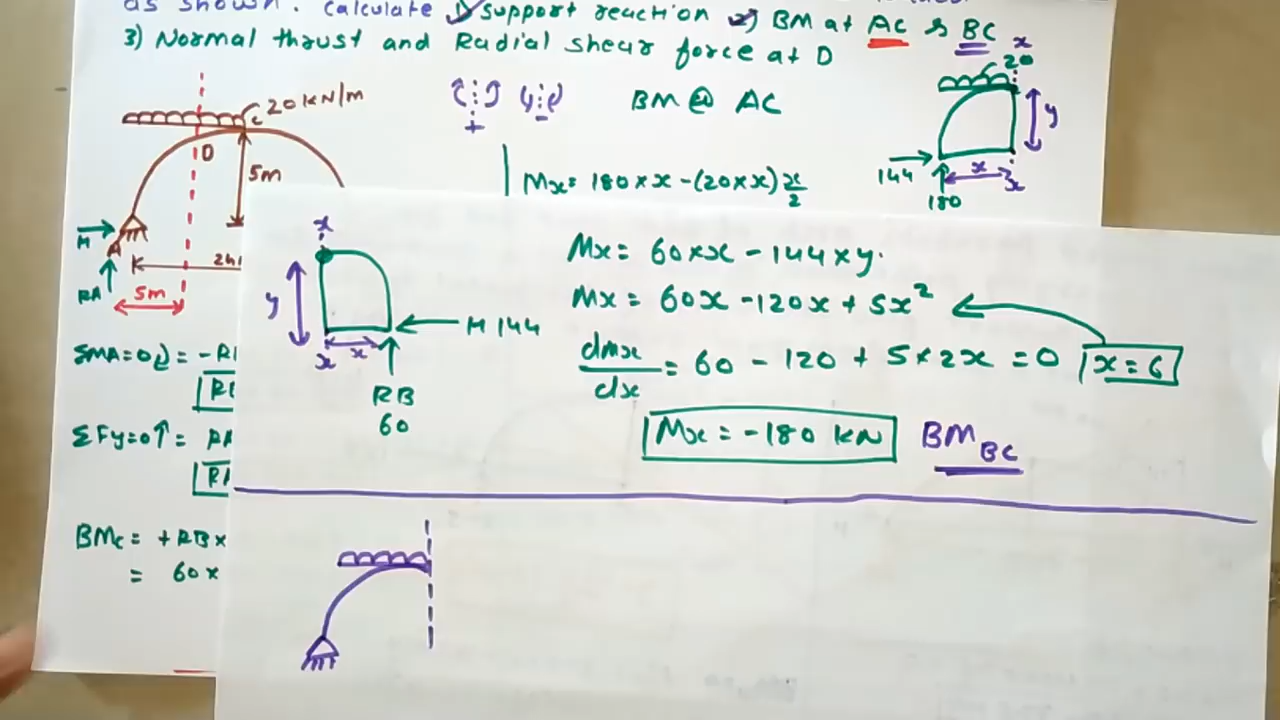 as shown. Calculate 1) support reaction 2) BM at AC & BC
3) Normal thrust and Radial shear force at D
20 KN/m
C
D
5m
H
A
RA
5m
+
-
BM @ AC
Mx = 180 × x - (20 × x) x/2
x
20
y
144
x
x
180
ΣMA=0 = -R
ΣFy=0↑ = RA
BMc = +RB×
= 60×
x
y
x
x
H 144
RB
60
Mx = 60×x - 144×y.
Mx = 60x - 120x + 5x²
dmx/dx = 60 - 120 + 5×2x = 0 x = 6
Mx = -180 KN BM BC